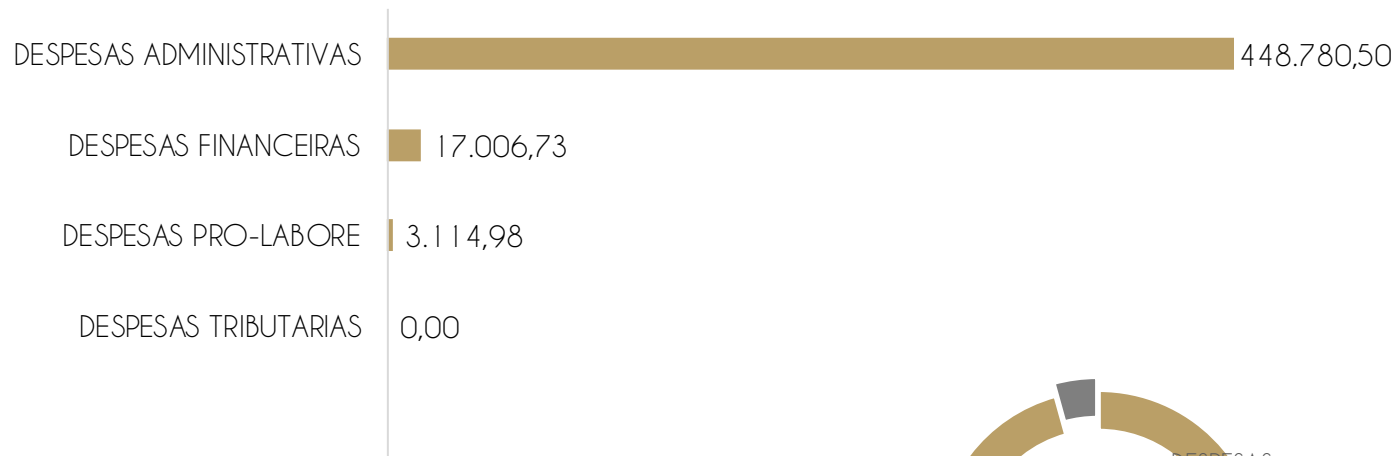 DESPESAS ADMINISTRATIVAS 448.780,50
DESPESAS FINANCEIRAS 17.006,73
DESPESAS PRO-LABORE 3.114,98
DESPESAS TRIBUTARIAS 0,00
DESPESAS